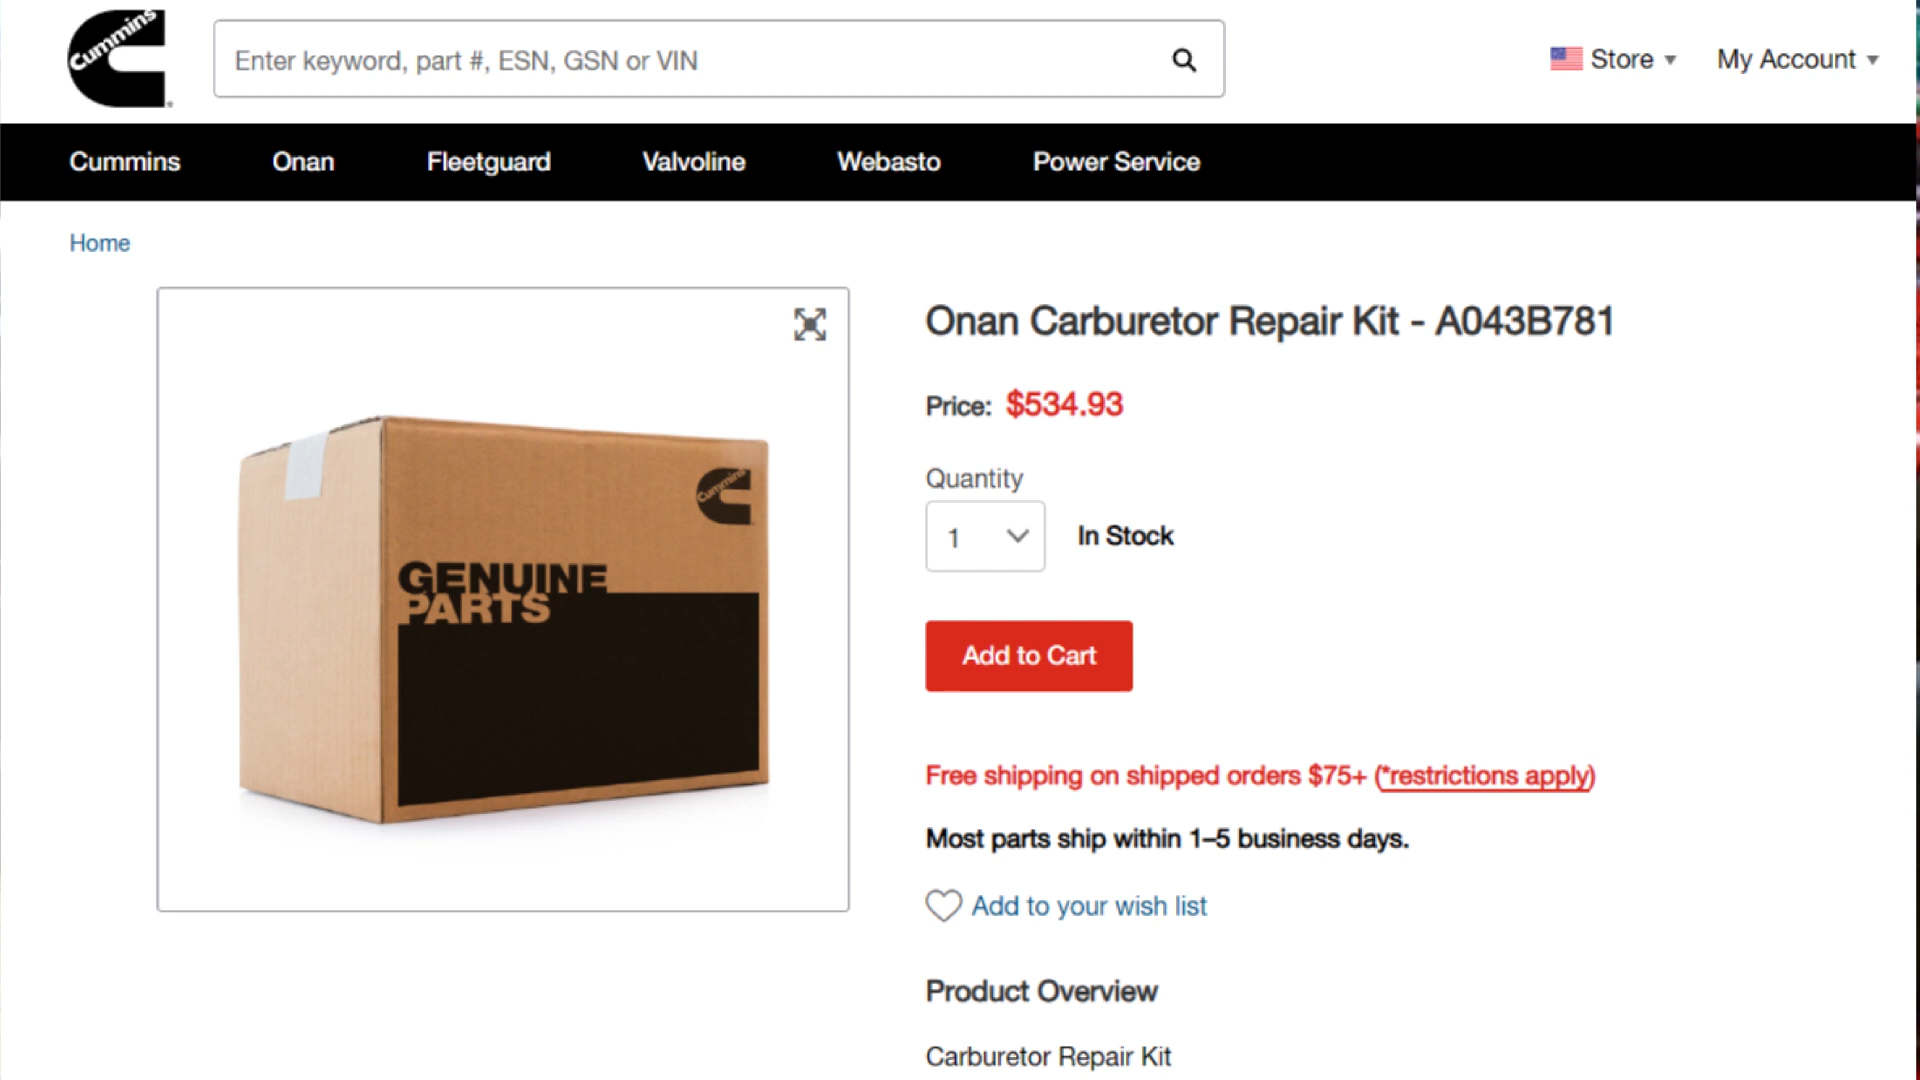 Cummins
Enter keyword, part #, ESN, GSN or VIN
Store
My Account
Cummins
Onan
Fleetguard
Valvoline
Webasto
Power Service
Home
Cummins
GENUINE
PARTS
Onan Carburetor Repair Kit - A043B781
Price: $534.93
Quantity
1
In Stock
Add to Cart
Free shipping on shipped orders $75+ (*restrictions apply)
Most parts ship within 1–5 business days.
Add to your wish list
Product Overview
Carburetor Repair Kit